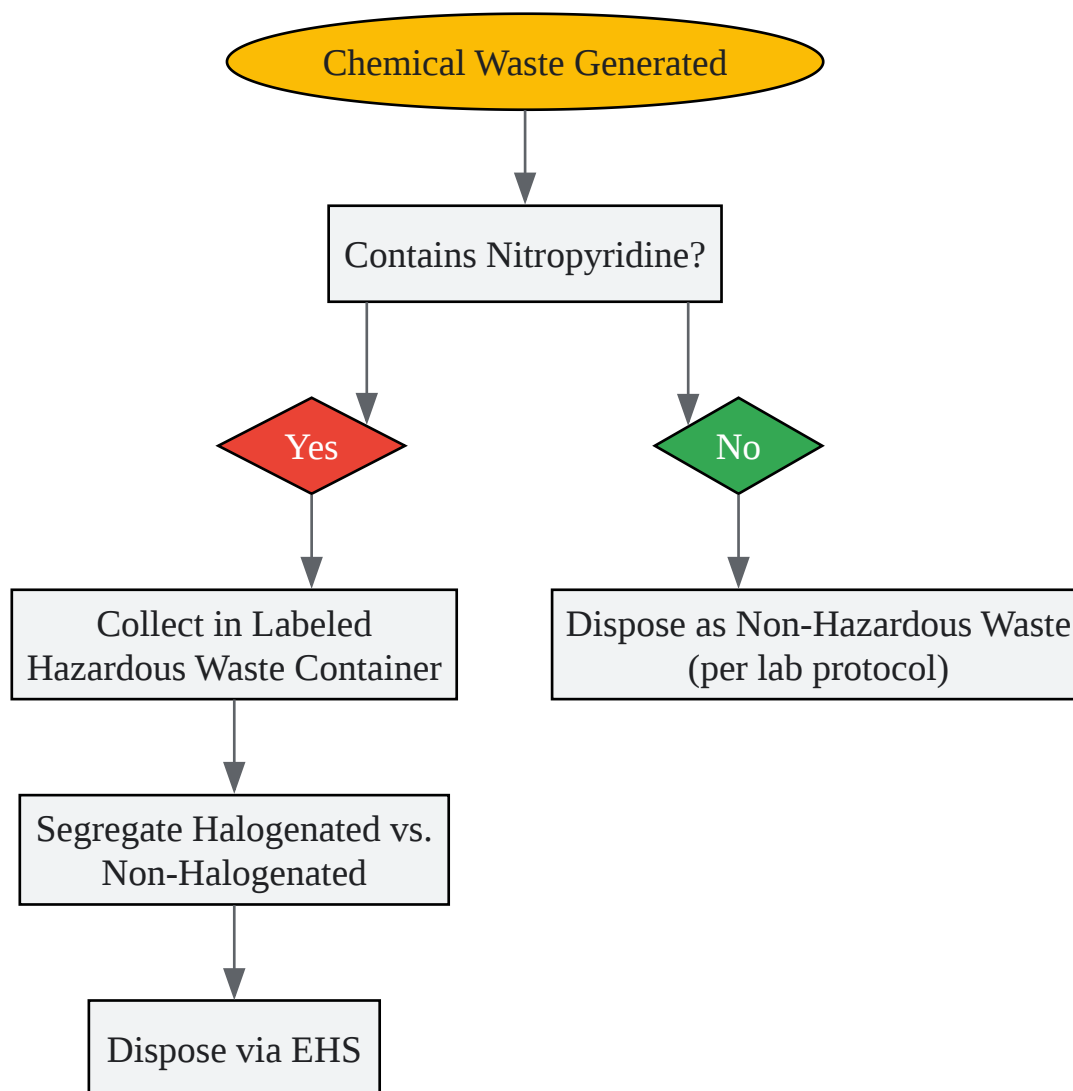 Chemical Waste Generated
Contains Nitropyridine?
Yes
No
Collect in Labeled
Hazardous Waste Container
Dispose as Non-Hazardous Waste
(per lab protocol)
Segregate Halogenated vs.
Non-Halogenated
Dispose via EHS